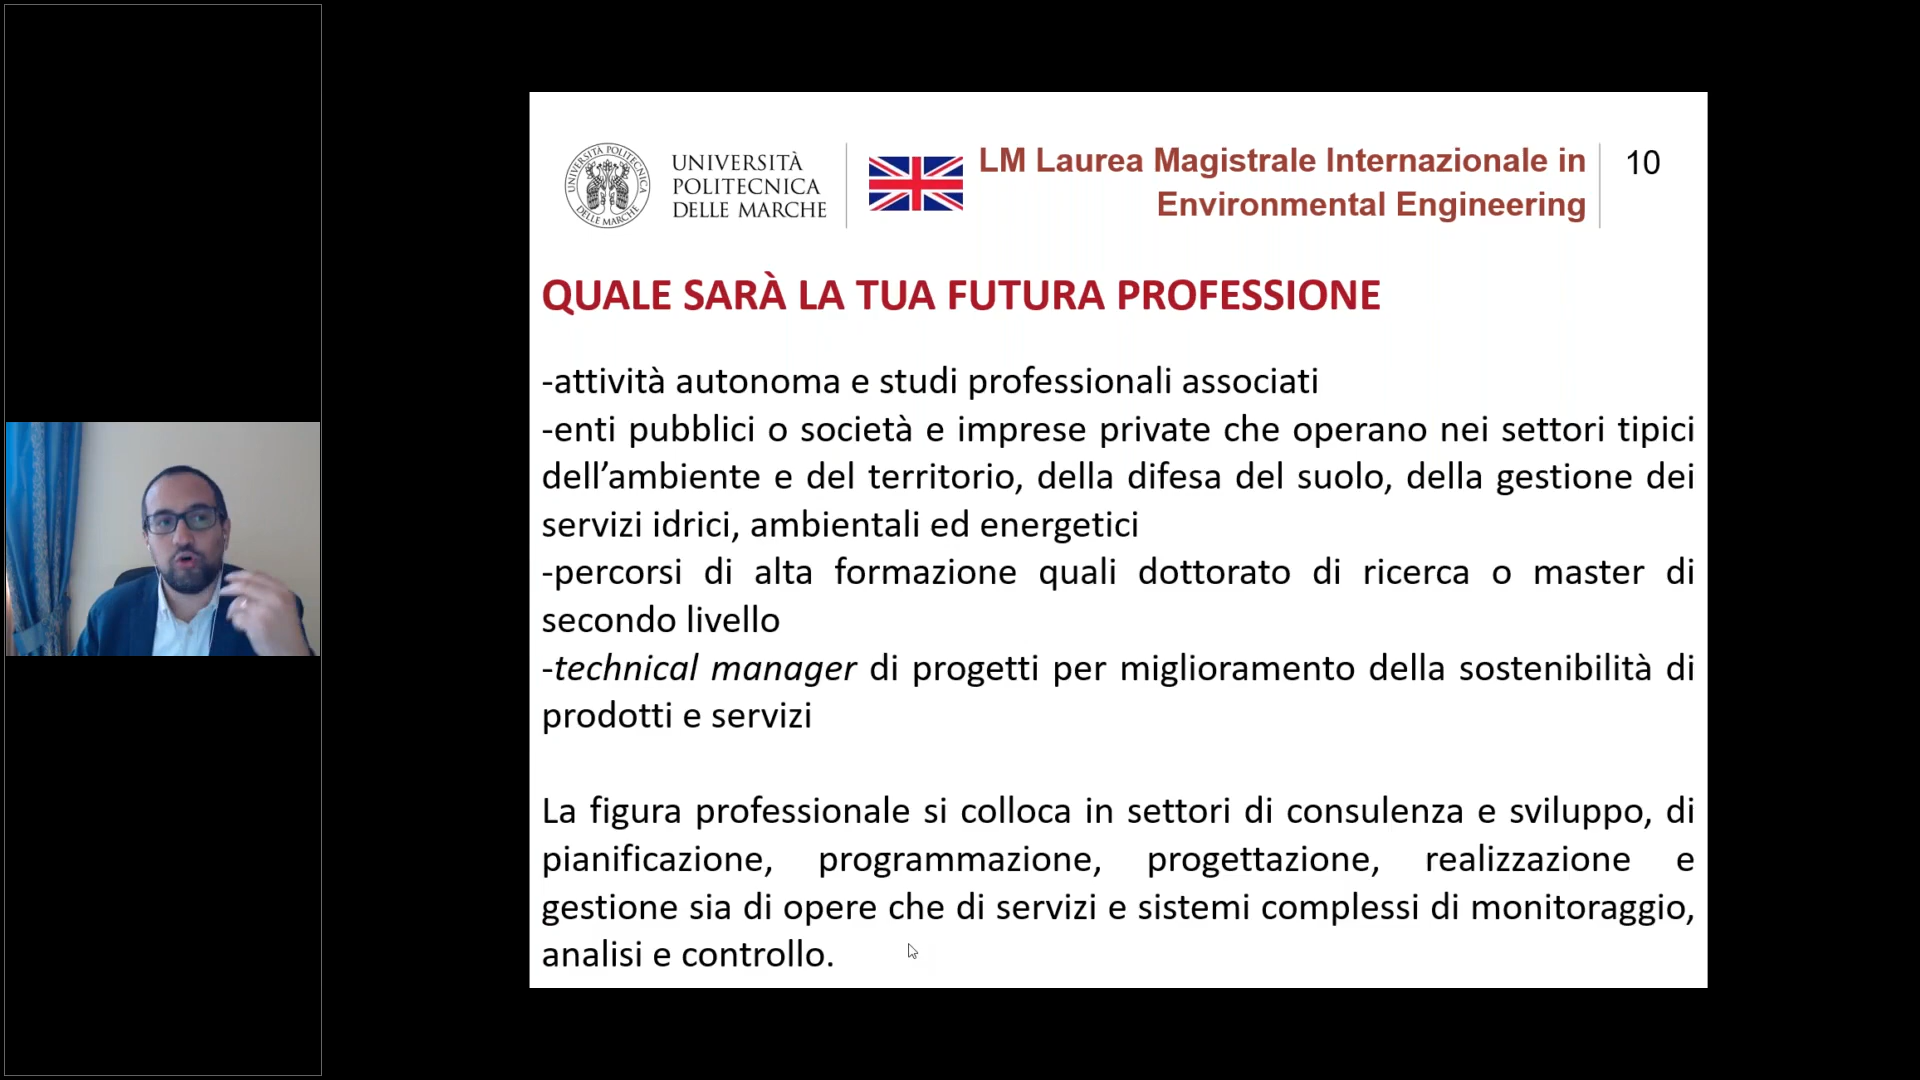 UNIVERSITÀ POLITECNICA
DELLE MARCHE
UNIVERSITÀ
POLITECNICA
DELLE MARCHE
LM Laurea Magistrale Internazionale in
Environmental Engineering
10
QUALE SARÀ LA TUA FUTURA PROFESSIONE
-attività autonoma e studi professionali associati
-enti pubblici o società e imprese private che operano nei settori tipici
dell’ambiente e del territorio, della difesa del suolo, della gestione dei
servizi idrici, ambientali ed energetici
-percorsi di alta formazione quali dottorato di ricerca o master di
secondo livello
-technical manager di progetti per miglioramento della sostenibilità di
prodotti e servizi
La figura professionale si colloca in settori di consulenza e sviluppo, di
pianificazione, programmazione, progettazione, realizzazione e
gestione sia di opere che di servizi e sistemi complessi di monitoraggio,
analisi e controllo.